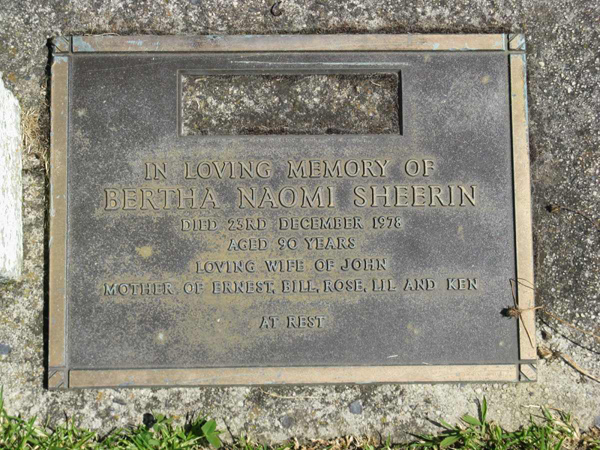 IN LOVING MEMORY OF
BERTHA NAOMI SHEERIN
DIED 23RD DECEMBER 1978
AGED 90 YEARS
LOVING WIFE OF JOHN
MOTHER OF ERNEST, BILL, ROSE, LIL AND KEN
AT REST